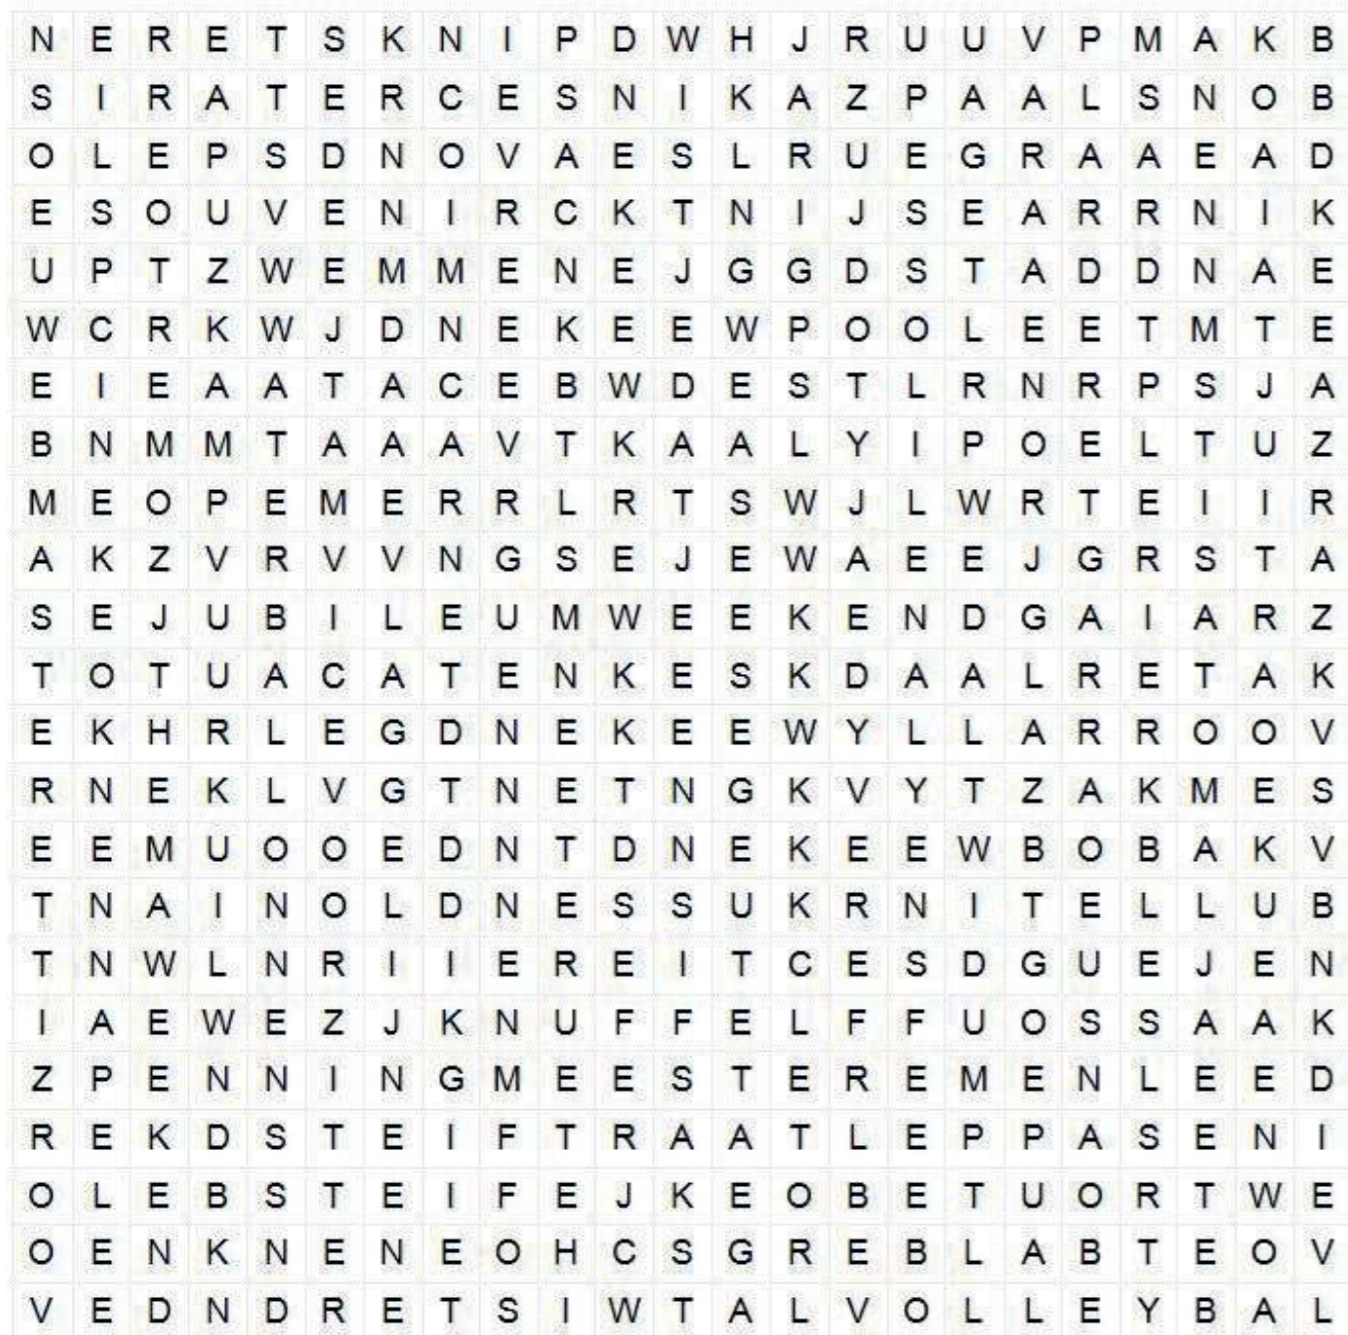 N E R E T S K N I P D W H J R U U V P M A K B
S I R A T E R C E S N I K A Z P A A L S N O B
O L E P S D N O V A E S L R U E G R A A E A D
E S O U V E N I R C K T N I J S E A R R N I K
U P T Z W E M M E N E J G G D S T A D D N A E
W C R K W J D N E K E E W P O O L E E T M T E
E I E A A T A C E B W D E S T L R N R P S J A
B N M M T A A A V T K A A L Y I P O E L T U Z
M E O P E M E R R L R T S W J L W R T E I I R
A K Z V R V V N G S E J E W A E E J G R S T A
S E J U B I L E U M W E E K E N D G A I A R Z
T O T U A C A T E N K E S K D A A L R E T A K
E K H R L E G D N E K E E W Y L L A R R O O V
R N E K L V G T N E T N G K V Y T Z A K M E S
E E M U O O E D N T D N E K E E W B O B A K V
T N A I N O L D N E S S U K R N I T E L L U B
T N W L N R I I E R E I T C E S D G U E J E N
I A E W E Z J K N U F F E L F F U O S S A A K
Z P E N N I N G M E E S T E R E M E N L E E D
R E K D S T E I F T R A A T L E P P A S E N I
O L E B S T E I F E J K E O B E T U O R T W E
O E N K N E N E O H C S G R E B L A B T E O V
V E D N D R E T S I W T A L V O L L E Y B A L